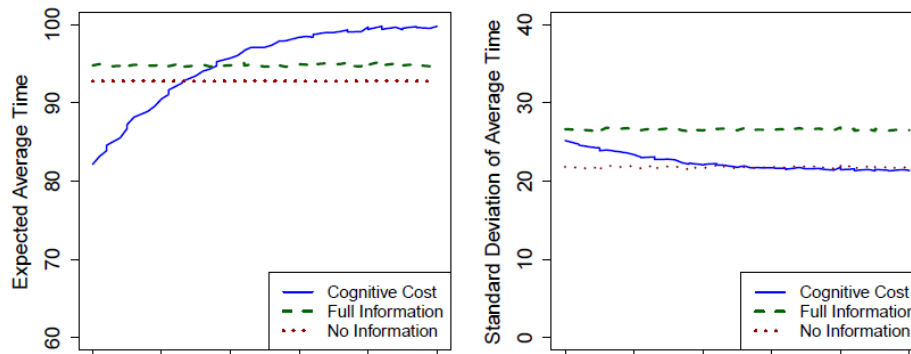 Expected Average Time
100
90
80
70
60
Cognitive Cost
Full Information
No Information
Standard Deviation of Average Time
40
30
20
10
0
Cognitive Cost
Full Information
No Information